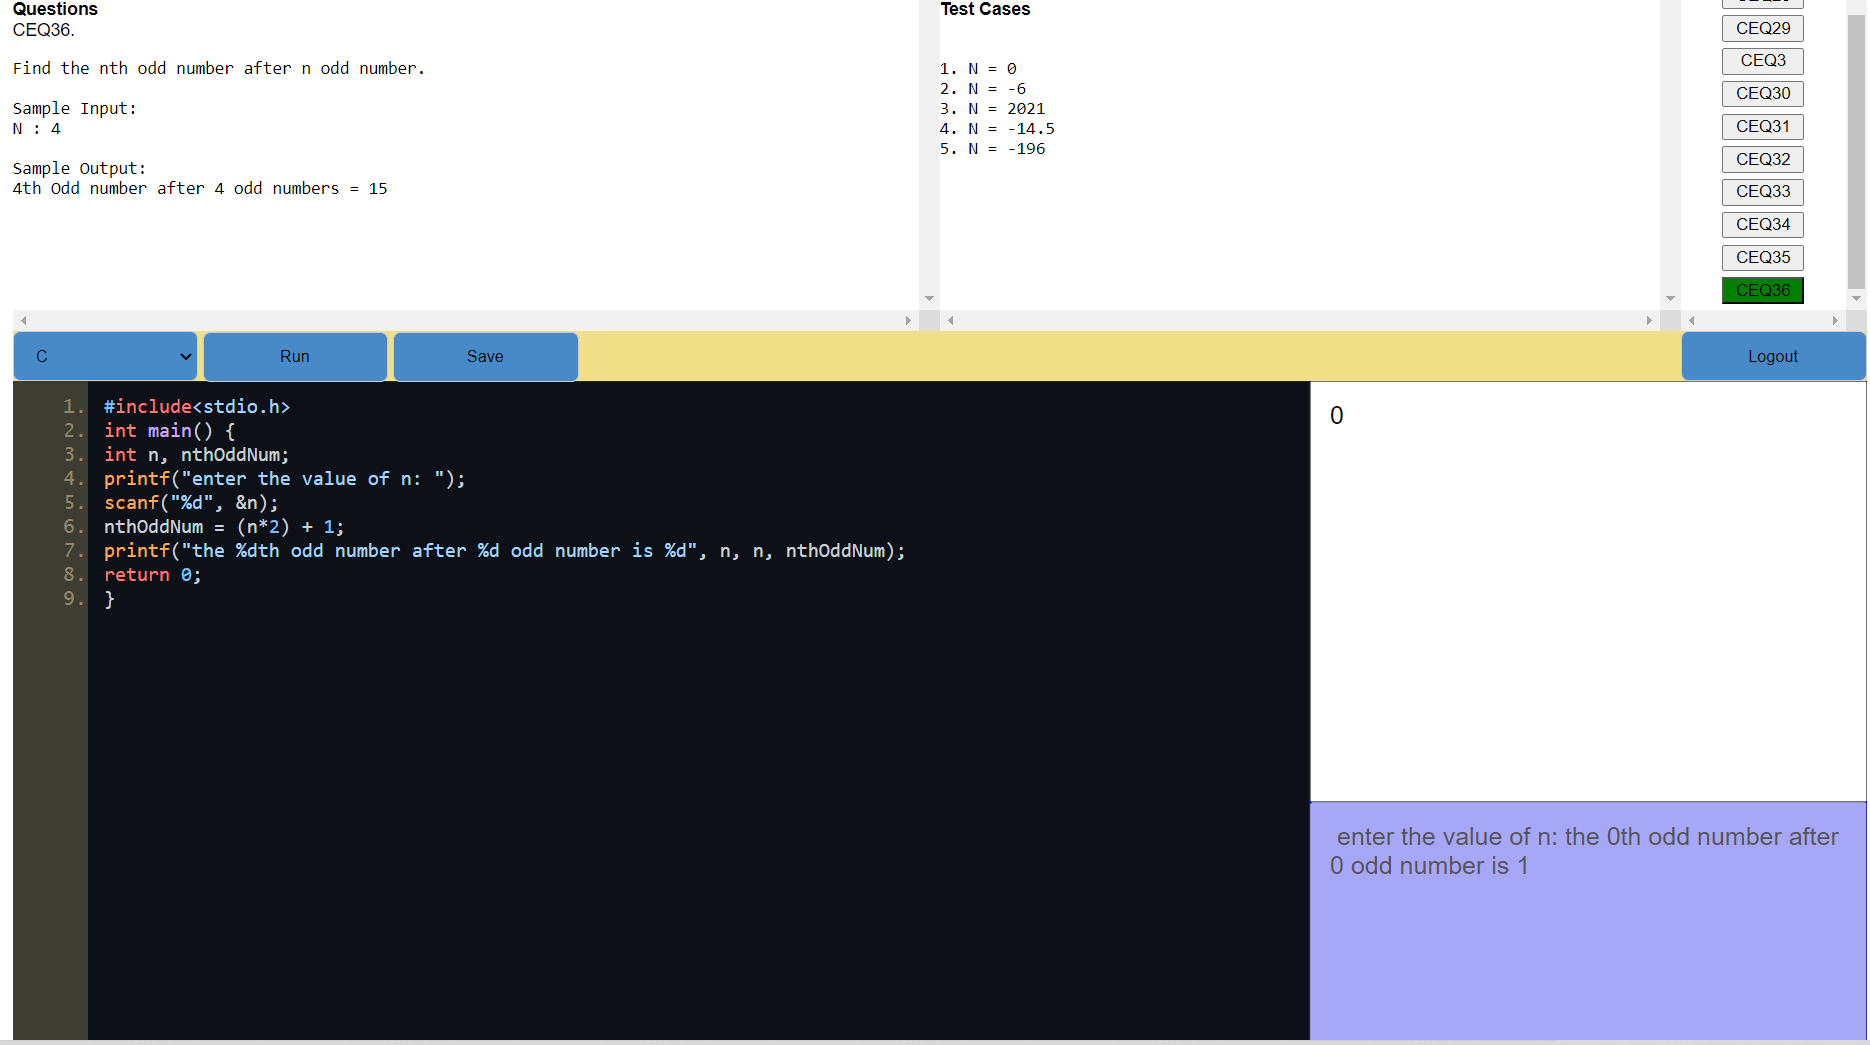 Questions
CEQ36.
Find the nth odd number after n odd number.
Sample Input:
N : 4
Sample Output:
4th Odd number after 4 odd numbers = 15
Test Cases
1. N = 0
2. N = -6
3. N = 2021
4. N = -14.5
5. N = -196
CEQ29
CEQ3
CEQ30
CEQ31
CEQ32
CEQ33
CEQ34
CEQ35
CEQ36
C
Run
Save
Logout
1. #include<stdio.h>
2. int main() {
3. int n, nthOddNum;
4. printf("enter the value of n: ");
5. scanf("%d", &n);
6. nthOddNum = (n*2) + 1;
7. printf("the %dth odd number after %d odd number is %d", n, n, nthOddNum);
8. return 0;
9. }
0
enter the value of n: the 0th odd number after
0 odd number is 1